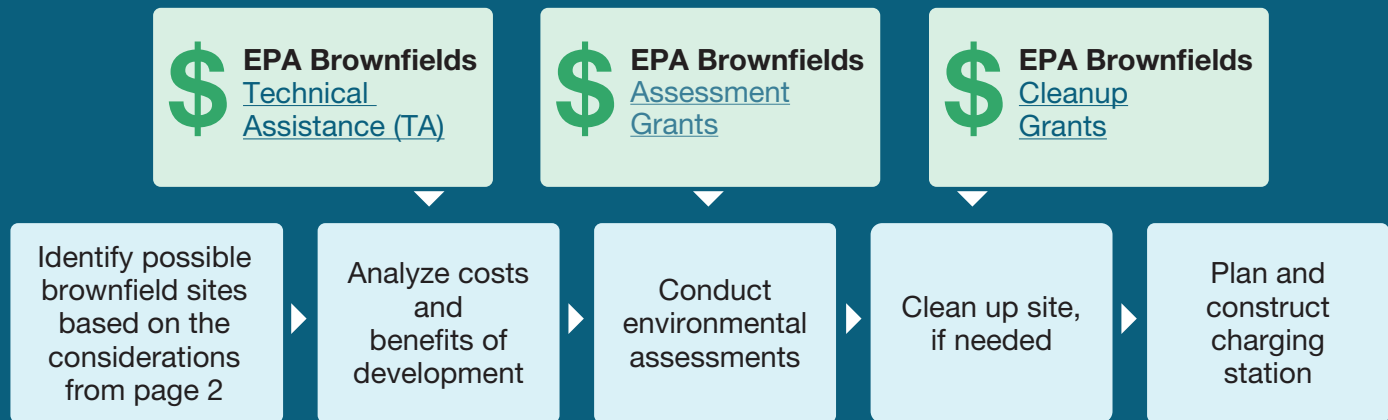 $
EPA Brownfields
Technical
Assistance (TA)
$
EPA Brownfields
Assessment
Grants
$
EPA Brownfields
Cleanup
Grants
Identify possible
brownfield sites
based on the
considerations
from page 2
Analyze costs
and
benefits of
development
Conduct
environmental
assessments
Clean up site,
if needed
Plan and
construct
charging
station